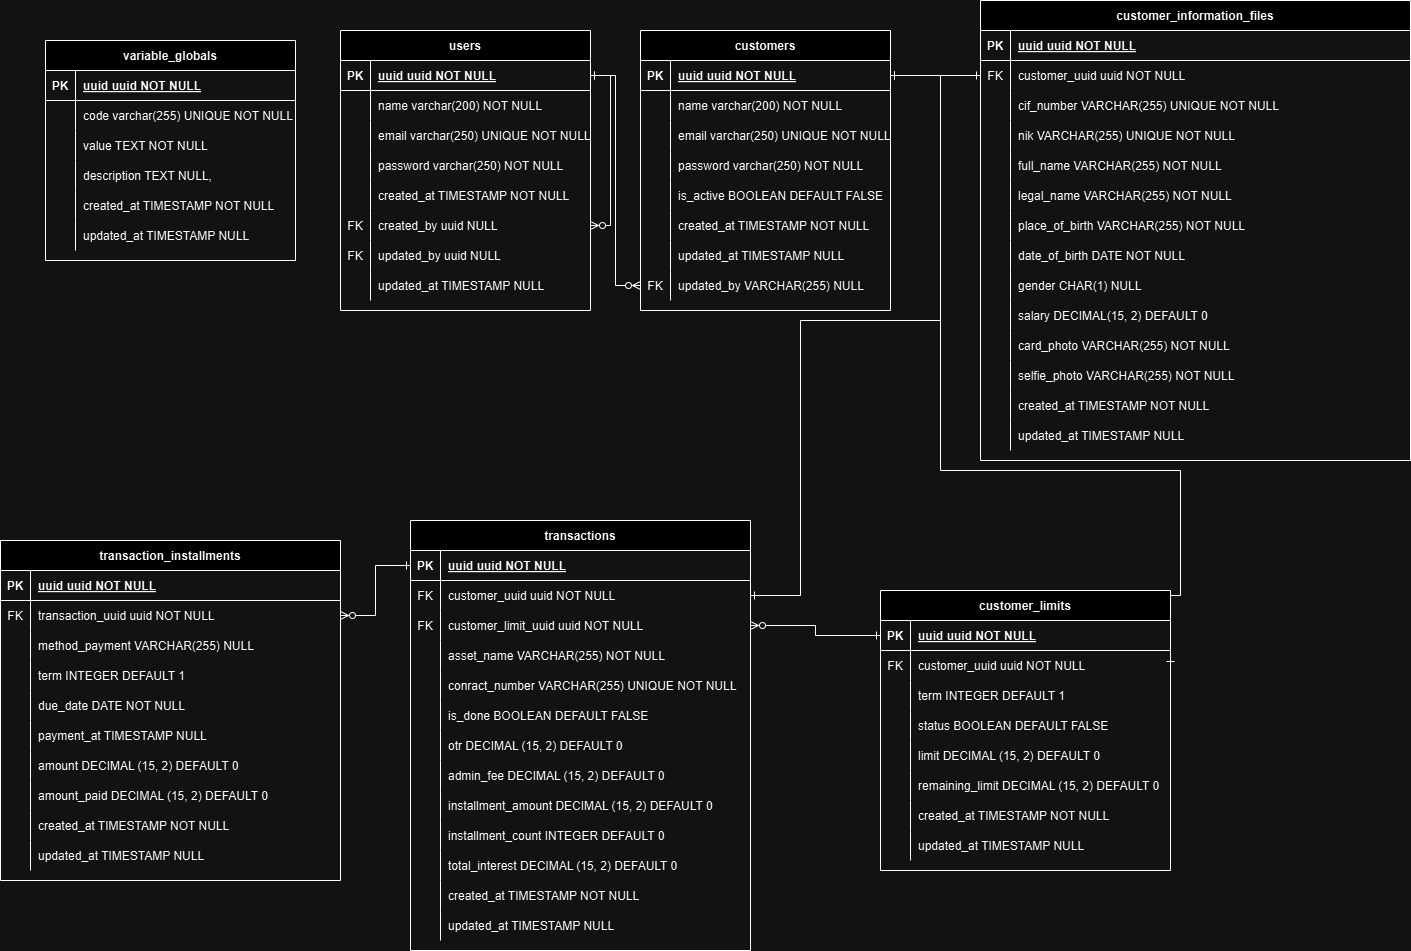 variable_globals
PK uuid uuid NOT NULL
code varchar(255) UNIQUE NOT NULL
value TEXT NOT NULL
description TEXT NULL,
created_at TIMESTAMP NOT NULL
updated_at TIMESTAMP NULL
users
PK uuid uuid NOT NULL
name varchar(200) NOT NULL
email varchar(250) UNIQUE NOT NULL
password varchar(250) NOT NULL
created_at TIMESTAMP NOT NULL
FK created_by uuid NULL
FK updated_by uuid NULL
updated_at TIMESTAMP NULL
customers
PK uuid uuid NOT NULL
name varchar(200) NOT NULL
email varchar(250) UNIQUE NOT NULL
password varchar(250) NOT NULL
is_active BOOLEAN DEFAULT FALSE
created_at TIMESTAMP NOT NULL
updated_at TIMESTAMP NULL
FK updated_by VARCHAR(255) NULL
customer_information_files
PK uuid uuid NOT NULL
FK customer_uuid uuid NOT NULL
cif_number VARCHAR(255) UNIQUE NOT NULL
nik VARCHAR(255) UNIQUE NOT NULL
full_name VARCHAR(255) NOT NULL
legal_name VARCHAR(255) NOT NULL
place_of_birth VARCHAR(255) NOT NULL
date_of_birth DATE NOT NULL
gender CHAR(1) NULL
salary DECIMAL(15, 2) DEFAULT 0
card_photo VARCHAR(255) NOT NULL
selfie_photo VARCHAR(255) NOT NULL
created_at TIMESTAMP NOT NULL
updated_at TIMESTAMP NULL
transaction_installments
PK uuid uuid NOT NULL
FK transaction_uuid uuid NOT NULL
method_payment VARCHAR(255) NULL
term INTEGER DEFAULT 1
due_date DATE NOT NULL
payment_at TIMESTAMP NULL
amount DECIMAL (15, 2) DEFAULT 0
amount_paid DECIMAL (15, 2) DEFAULT 0
created_at TIMESTAMP NOT NULL
updated_at TIMESTAMP NULL
transactions
PK uuid uuid NOT NULL
FK customer_uuid uuid NOT NULL
FK customer_limit_uuid uuid NOT NULL
asset_name VARCHAR(255) NOT NULL
conract_number VARCHAR(255) UNIQUE NOT NULL
is_done BOOLEAN DEFAULT FALSE
otr DECIMAL (15, 2) DEFAULT 0
admin_fee DECIMAL (15, 2) DEFAULT 0
installment_amount DECIMAL (15, 2) DEFAULT 0
installment_count INTEGER DEFAULT 0
total_interest DECIMAL (15, 2) DEFAULT 0
created_at TIMESTAMP NOT NULL
updated_at TIMESTAMP NULL
customer_limits
PK uuid uuid NOT NULL
FK customer_uuid uuid NOT NULL
term INTEGER DEFAULT 1
status BOOLEAN DEFAULT FALSE
limit DECIMAL (15, 2) DEFAULT 0
remaining_limit DECIMAL (15, 2) DEFAULT 0
created_at TIMESTAMP NOT NULL
updated_at TIMESTAMP NULL